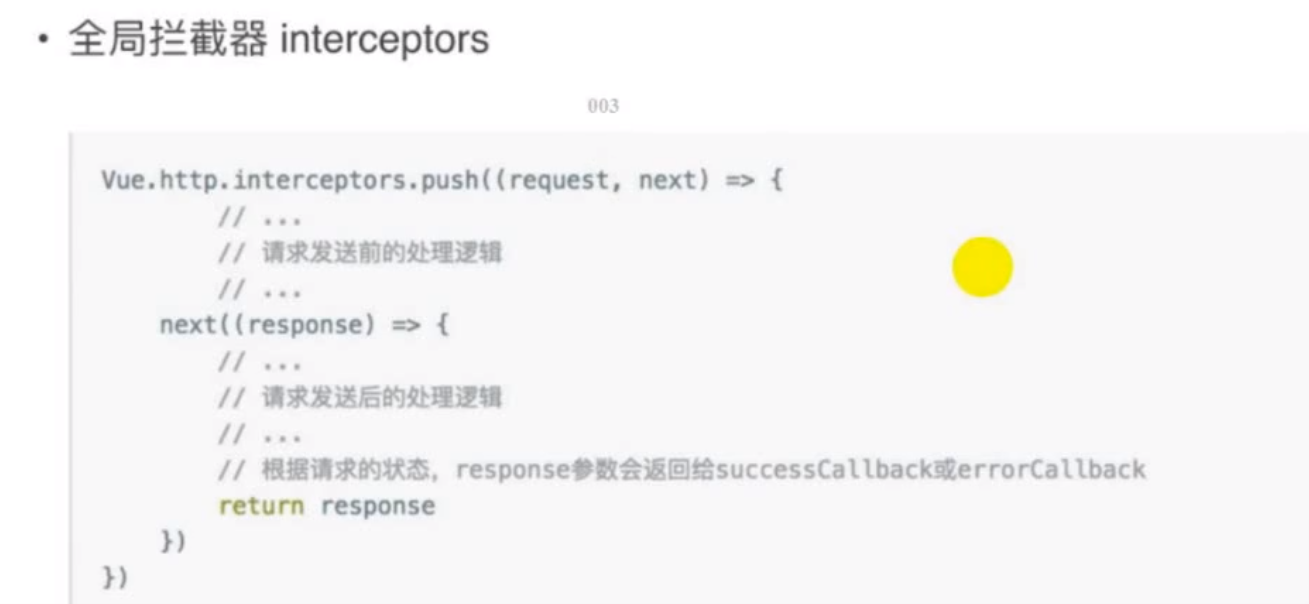 • 全局拦截器 interceptors
003
Vue.http.interceptors.push((request, next) => {
        // ...
        // 请求发送前的处理逻辑
        // ...
    next((response) => {
        // ...
        // 请求发送后的处理逻辑
        // ...
        // 根据请求的状态，response参数会返回给successCallback或errorCallback
        return response
    })
})